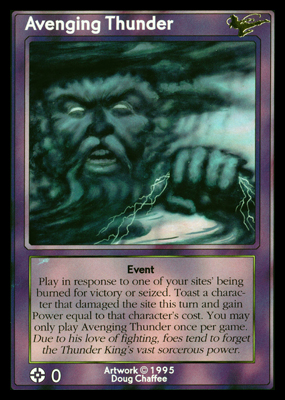 Avenging Thunder
Event
Play in response to one of your sites' being
burned for victory or seized. Toast a charac-
ter that damaged the site this turn and gain
Power equal to that character's cost. You may
only play Avenging Thunder once per game.
Due to his love of fighting, foes tend to forget
the Thunder King's vast sorcerous power.
0
Artwork © 1995
Doug Chaffee